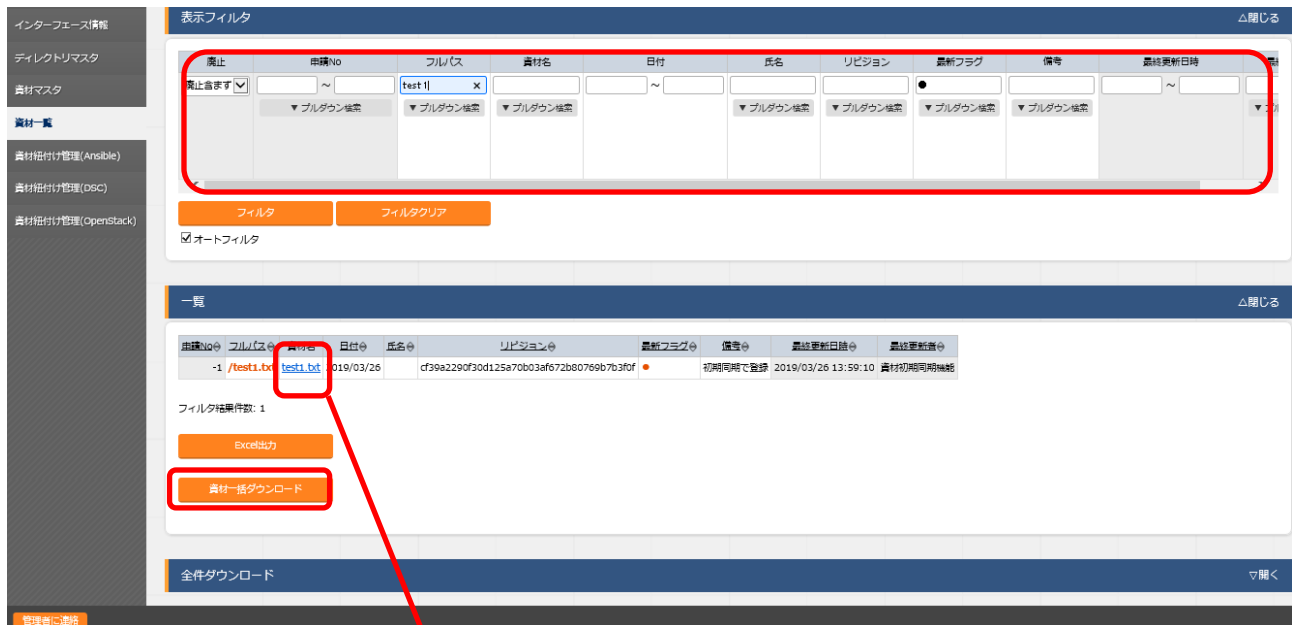 インターフェース情報
ディレクトリマスタ
資材マスタ
資材一覧
資材紐付け管理(Ansible)
資材紐付け管理(DSC)
資材紐付け管理(OpenStack)
表示フィルタ
△閉じる
廃止 申請No フルパス 資材名 日付 氏名 リビジョン 最新フラグ 備考 最終更新日時
廃止含まず ~ test1 x ~ ● ~
▼プルダウン検索 ▼プルダウン検索 ▼プルダウン検索 ▼プルダウン検索 ▼プルダウン検索 ▼プルダウン検索 ▼プルダウン検索
フィルタ フィルタクリア
オートフィルタ
一覧
△閉じる
申請No フルパス 資材名 日付 氏名 リビジョン 最新フラグ 備考 最終更新日時 最終更新者
-1 /test1.txt test1.txt 2019/03/26 cf39a2290f30d125a70b03af672b80769b7b3f0f ● 初期同期で登録 2019/03/26 13:59:10 資材初期同期機能
フィルタ結果件数: 1
Excel出力
資材一括ダウンロード
全件ダウンロード
▽開く
管理者に連絡